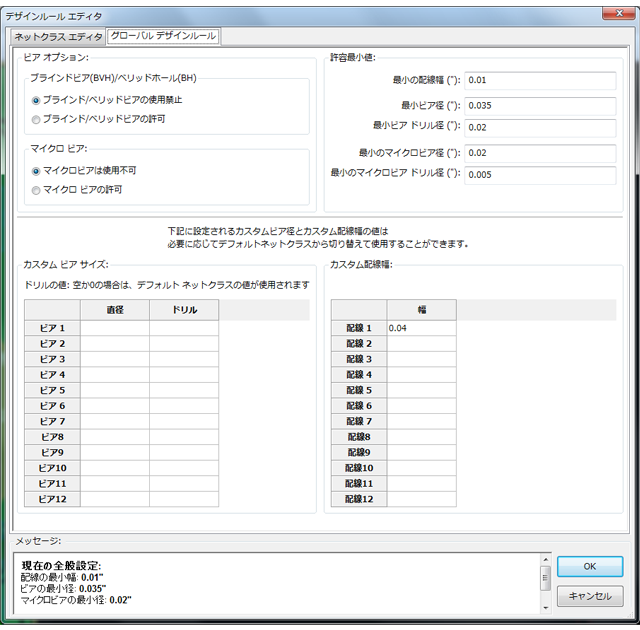 デザインルール エディタ
ネットクラス エディタ グローバル デザインルール
ビア オプション:
ブラインドビア(BVH)/ベリッドホール(BH)
ブラインド/ベリッドビアの使用禁止
ブラインド/ベリッドビアの許可
マイクロ ビア:
マイクロビアは使用不可
マイクロ ビアの許可
許容最小値:
最小の配線幅 ("): 0.01
最小ビア径 ("): 0.035
最小ビア ドリル径 ("): 0.02
最小のマイクロビア径 ("): 0.02
最小のマイクロビア ドリル径 ("): 0.005
下記に設定されるカスタムビア径とカスタム配線幅の値は
必要に応じてデフォルトネットクラスから切り替えて使用することができます。
カスタム ビア サイズ:
ドリルの値: 空か0の場合は、デフォルト ネットクラスの値が使用されます
直径 ドリル
ビア 1
ビア 2
ビア 3
ビア 4
ビア 5
ビア 6
ビア 7
ビア8
ビア9
ビア10
ビア11
ビア12
カスタム配線幅:
幅
配線 1 0.04
配線 2
配線 3
配線 4
配線 5
配線 6
配線 7
配線8
配線9
配線10
配線11
配線12
メッセージ:
現在の全般設定:
配線の最小幅: 0.01"
ビアの最小径: 0.035"
マイクロビアの最小径: 0.02"
OK
キャンセル